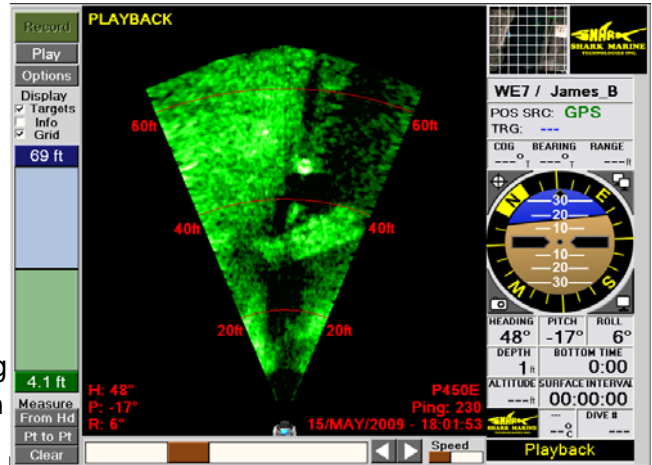 Record
Play
Options
Display
Targets
Info
Grid
69 ft
4.1 ft
Measure
From Hd
Pt to Pt
Clear
PLAYBACK
60ft 60ft
40ft 40ft
20ft 20ft
H: 48°
P: -17°
R: 6°
P450E
Ping: 230
15/MAY/2009 - 18:01:53
Speed
SHARK MARINE
TECHNOLOGIES INC.
WE7 / James_B
POS SRC: GPS
TRG: ---
COG BEARING RANGE
---°T ---°T ---ft
N E
W S
30
20
10
10
20
30
HEADING PITCH ROLL
48° -17° 6°
DEPTH BOTTOM TIME
1 ft 0:00
ALTITUDE SURFACE INTERVAL
---ft 00:00:00
SHARK MARINE
--- DIVE #
--°C ---
Playback